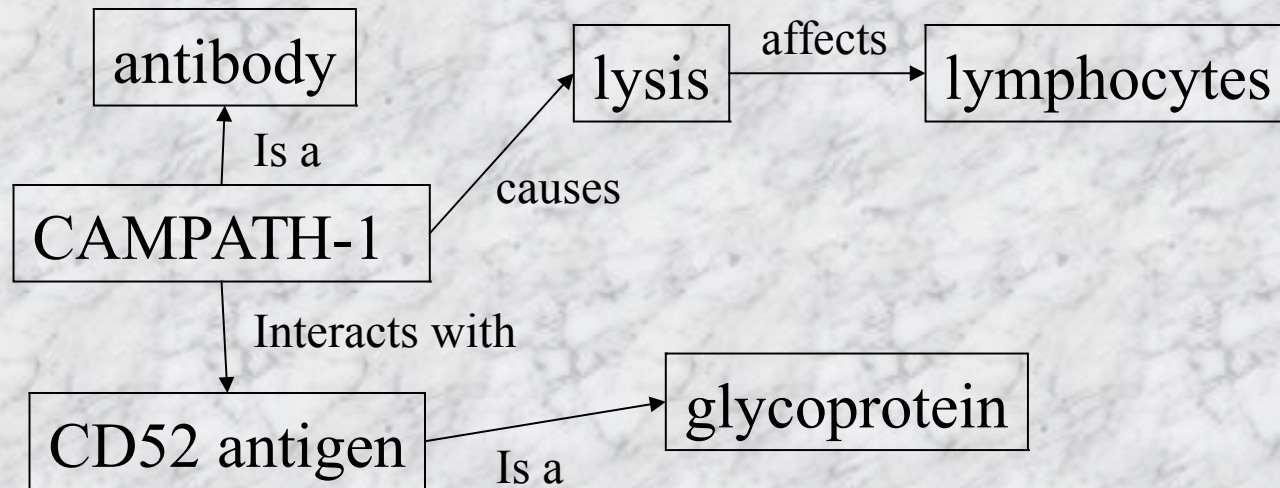 antibody
lysis
affects
lymphocytes
Is a
causes
CAMPATH-1
Interacts with
CD52 antigen
glycoprotein
Is a